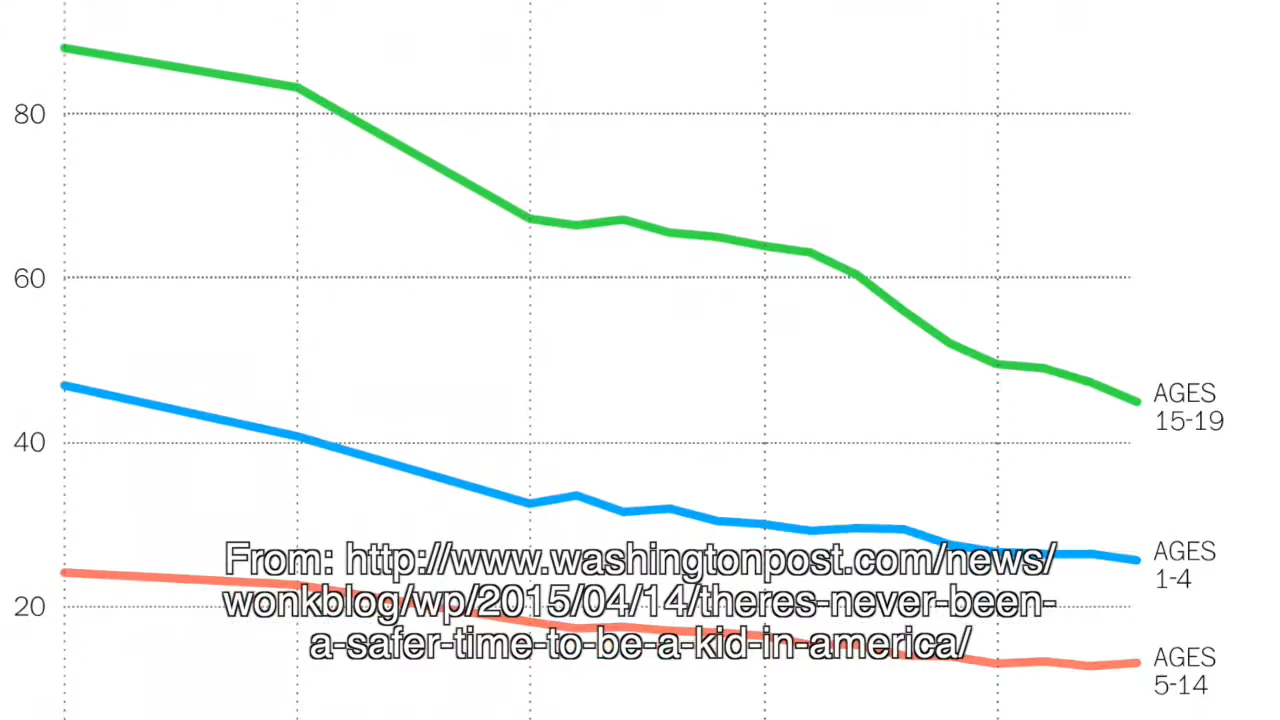 80
60
40
20
AGES
15-19
AGES
1-4
AGES
5-14
From: http://www.washingtonpost.com/news/
wonkblog/wp/2015/04/14/theres-never-been-
a-safer-time-to-be-a-kid-in-america/